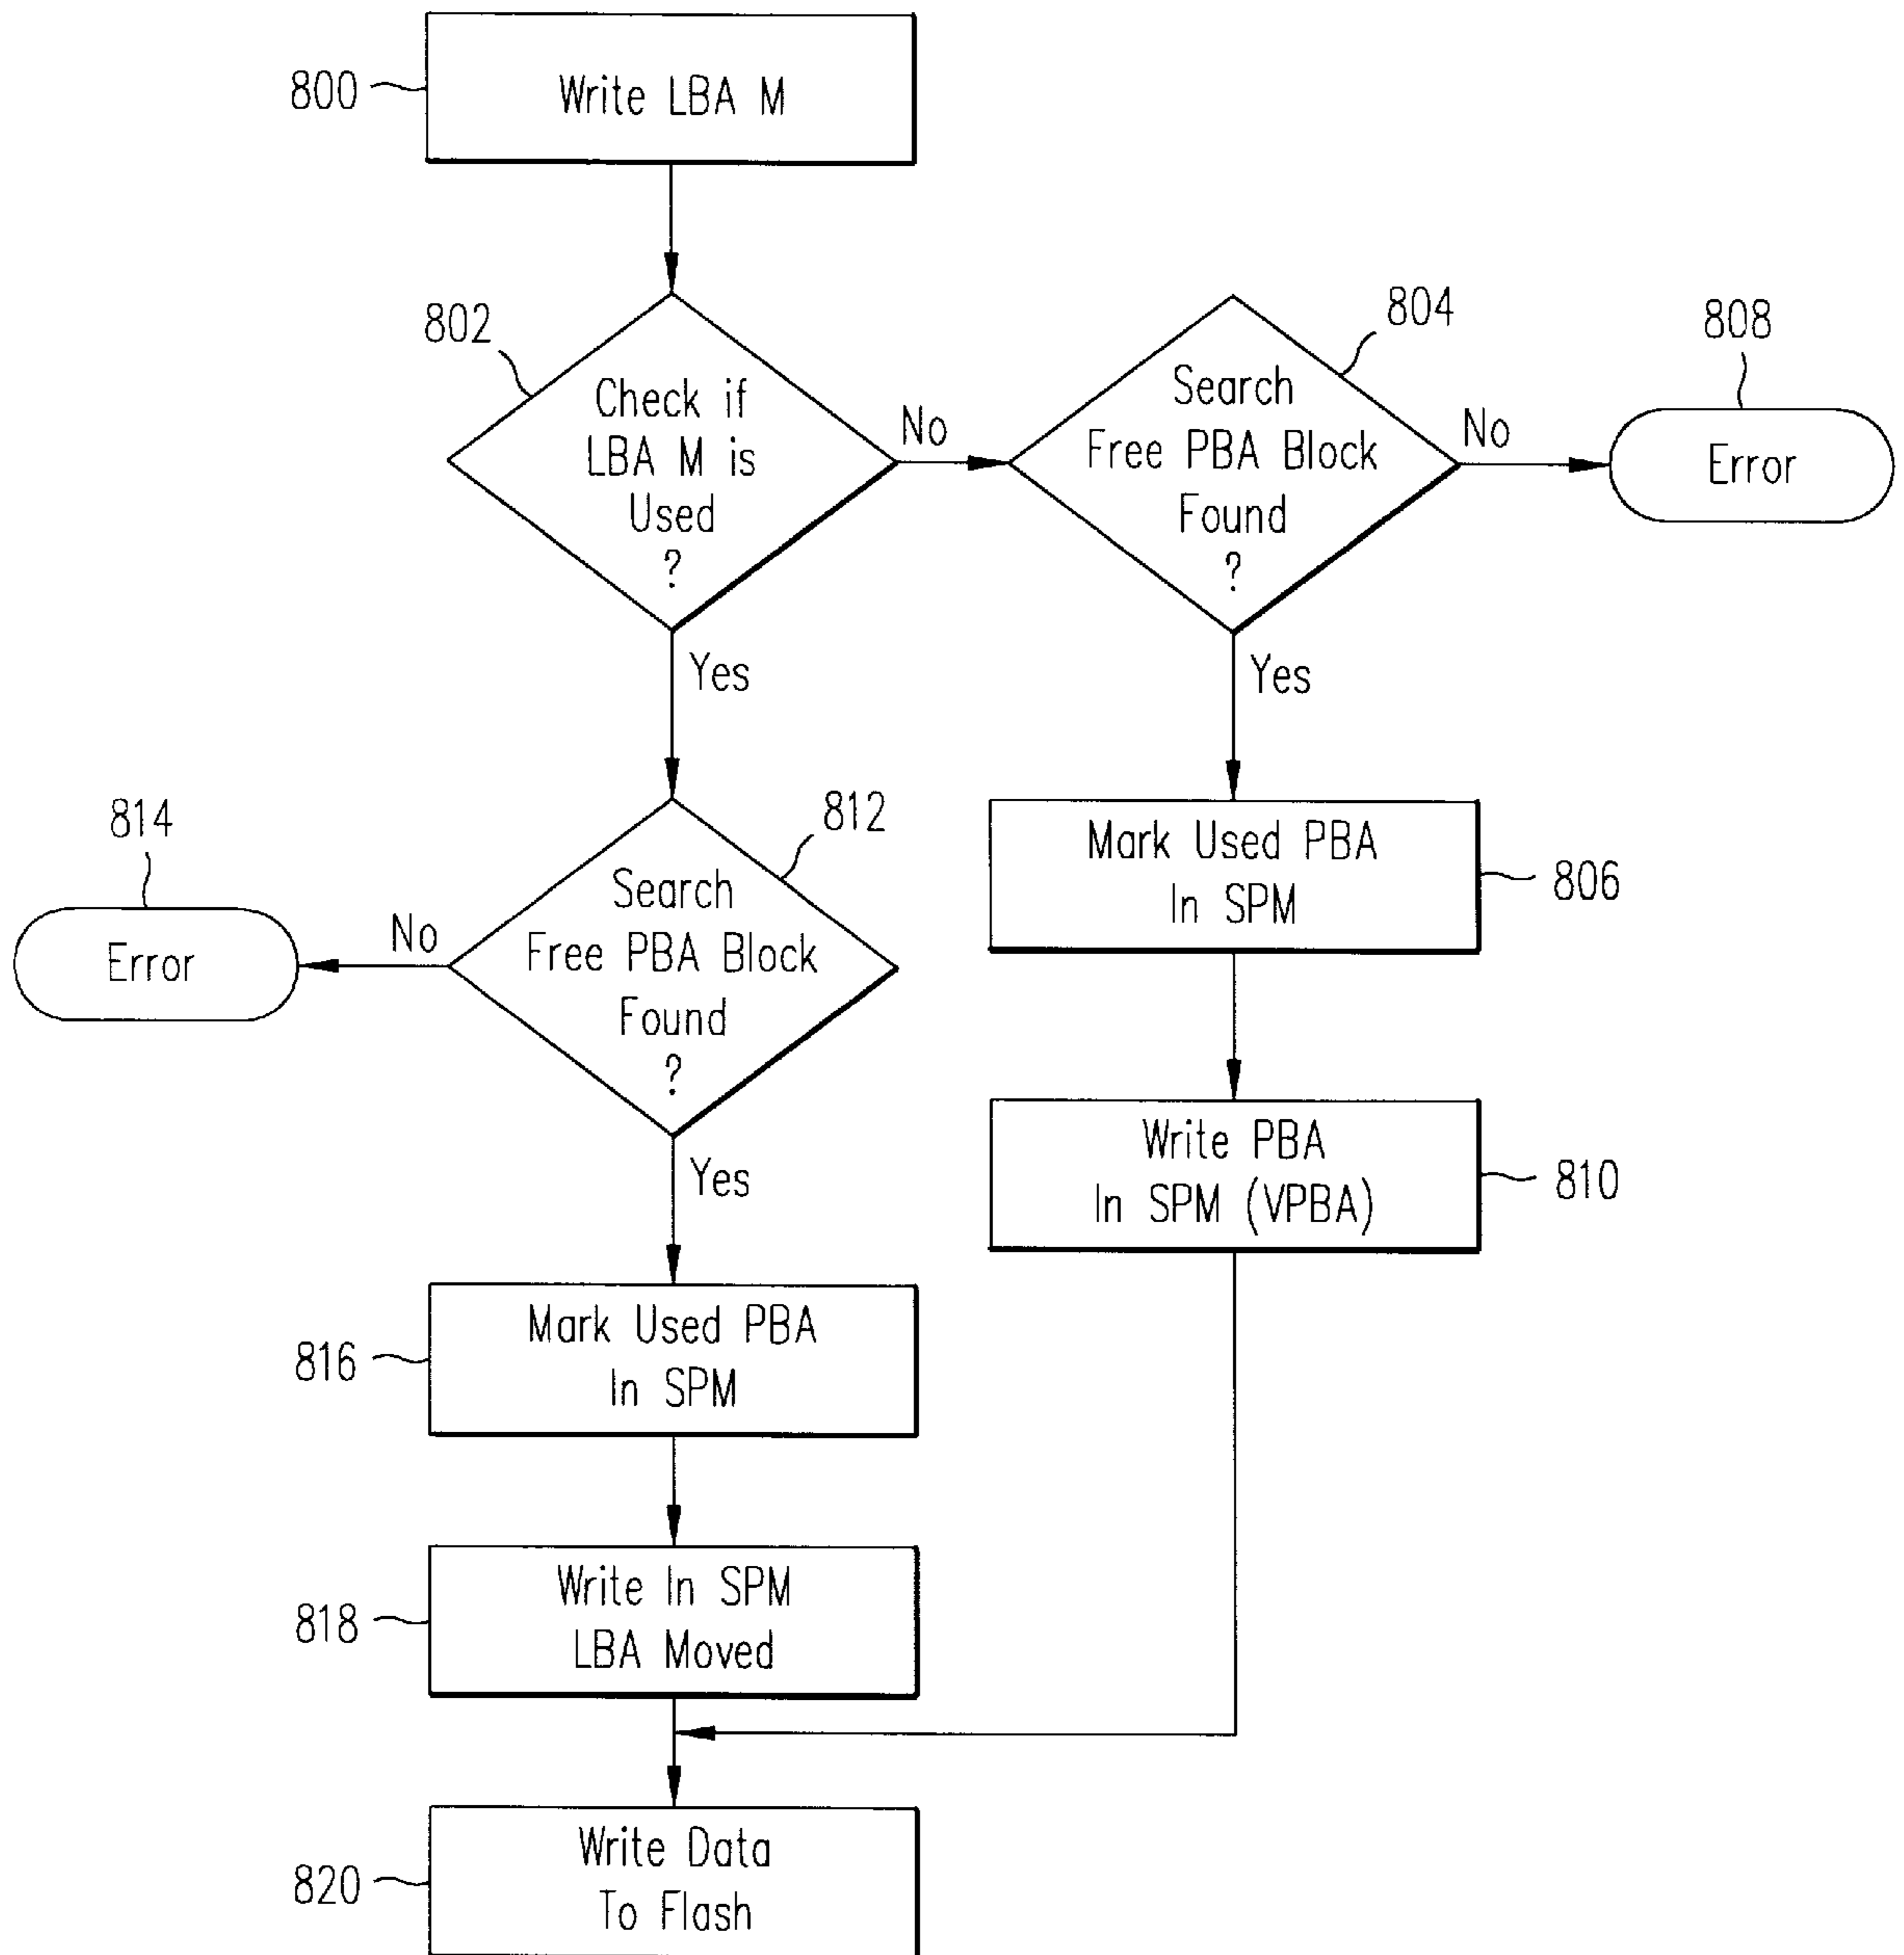 800
Write LBA M
802
Check if
LBA M is
Used
?
No
804
Search
Free PBA Block
Found
?
No
808
Error
Yes
Yes
814
Error
No
812
Search
Free PBA Block
Found
?
Mark Used PBA
In SPM
806
Yes
Write PBA
In SPM (VPBA)
810
816
Mark Used PBA
In SPM
818
Write In SPM
LBA Moved
820
Write Data
To Flash